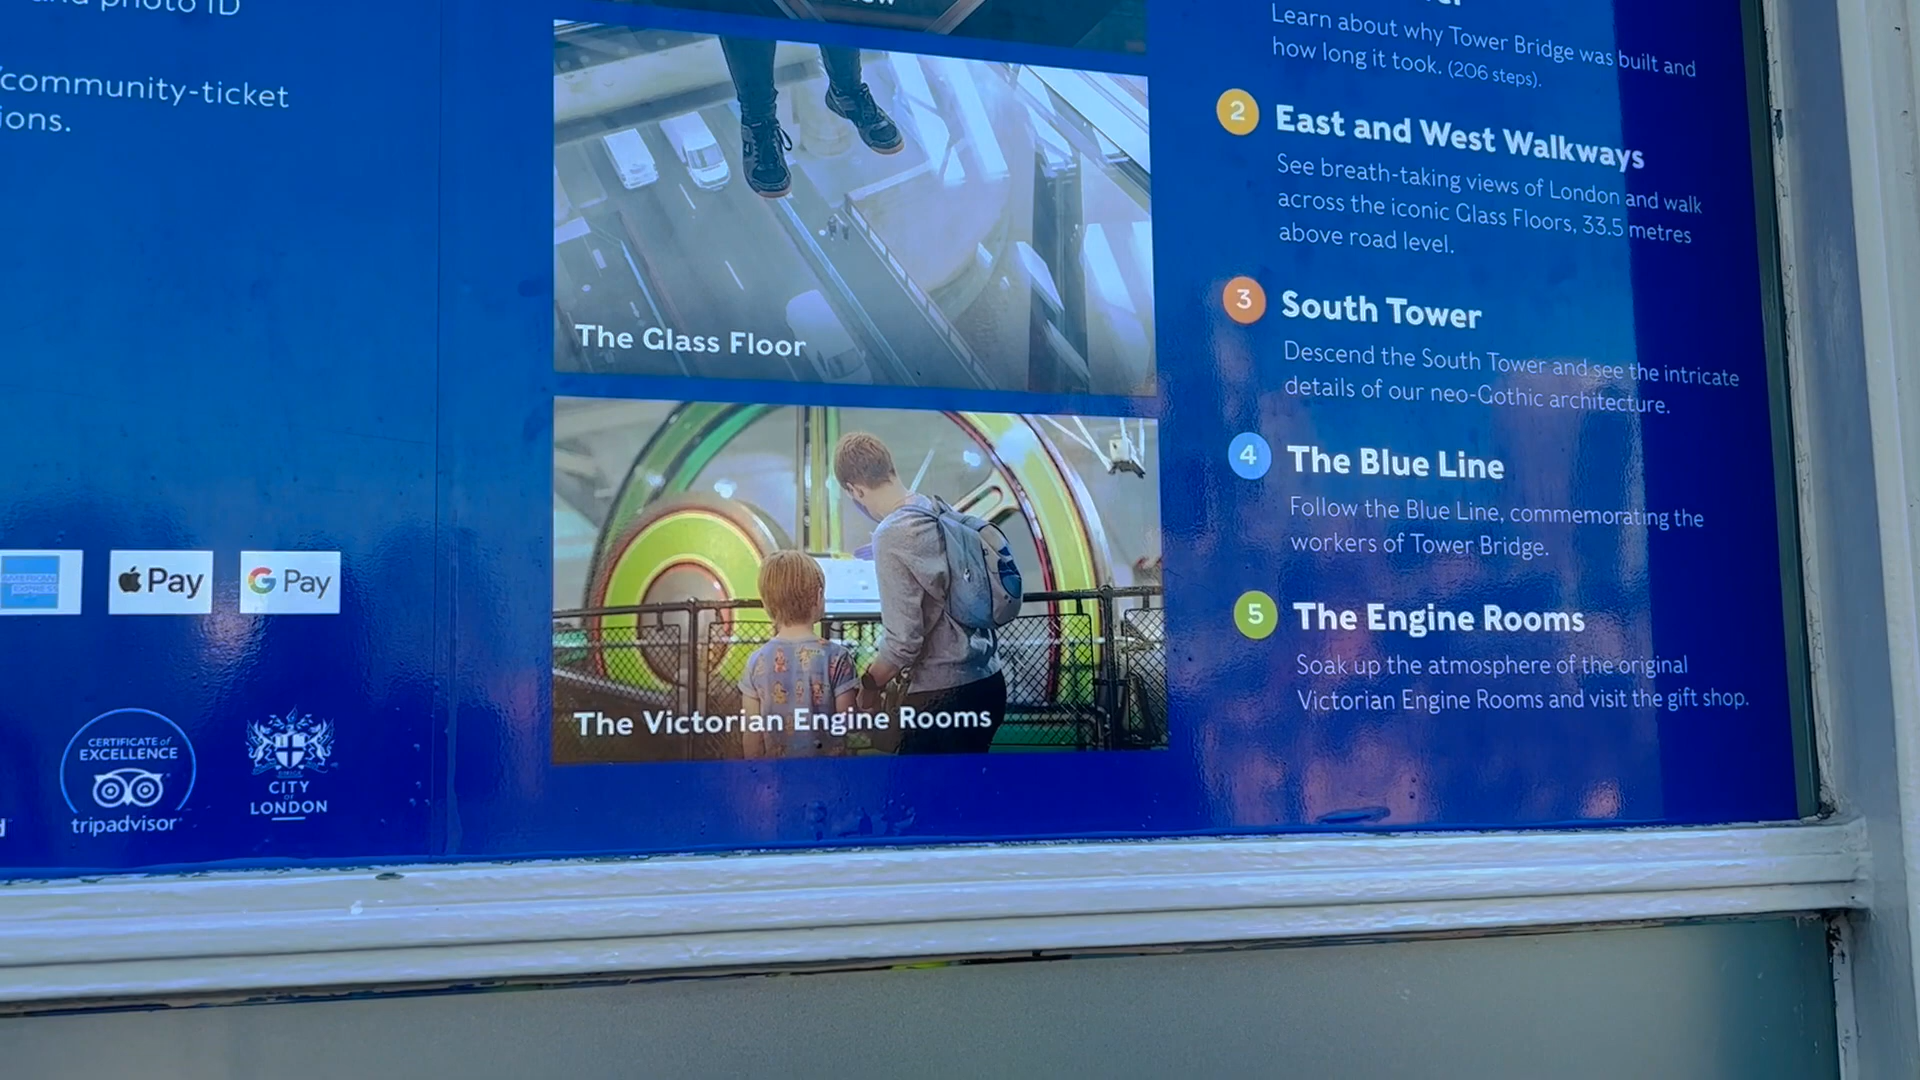 photo ID
/community-ticket
ions.
AMERICAN
EXPRESS
Pay
G Pay
CERTIFICATE of
EXCELLENCE
tripadvisor
CITY
OF
LONDON
The Glass Floor
The Victorian Engine Rooms
Learn about why Tower Bridge was built and
how long it took. (206 steps).
2 East and West Walkways
See breath-taking views of London and walk
across the iconic Glass Floors, 33.5 metres
above road level.
3 South Tower
Descend the South Tower and see the intricate
details of our neo-Gothic architecture.
4 The Blue Line
Follow the Blue Line, commemorating the
workers of Tower Bridge.
5 The Engine Rooms
Soak up the atmosphere of the original
Victorian Engine Rooms and visit the gift shop.